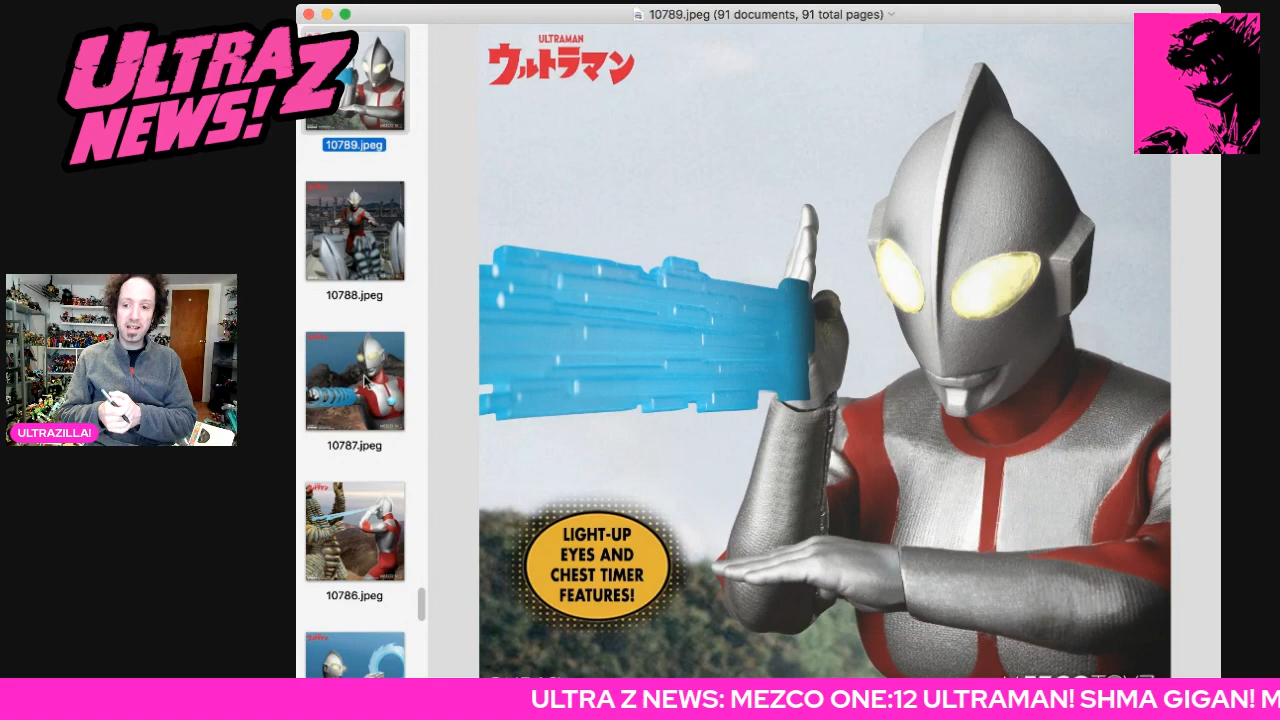 10789.jpeg (91 documents, 91 total pages)
ULTRA Z
NEWS!
ULTRAMAN
ウルトラマン
10789.jpeg
10788.jpeg
10787.jpeg
10786.jpeg
ULTRAZILLA!
LIGHT-UP
EYES AND
CHEST TIMER
FEATURES!
ULTRA Z NEWS: MEZCO ONE:12 ULTRAMAN! SHMA GIGAN! M